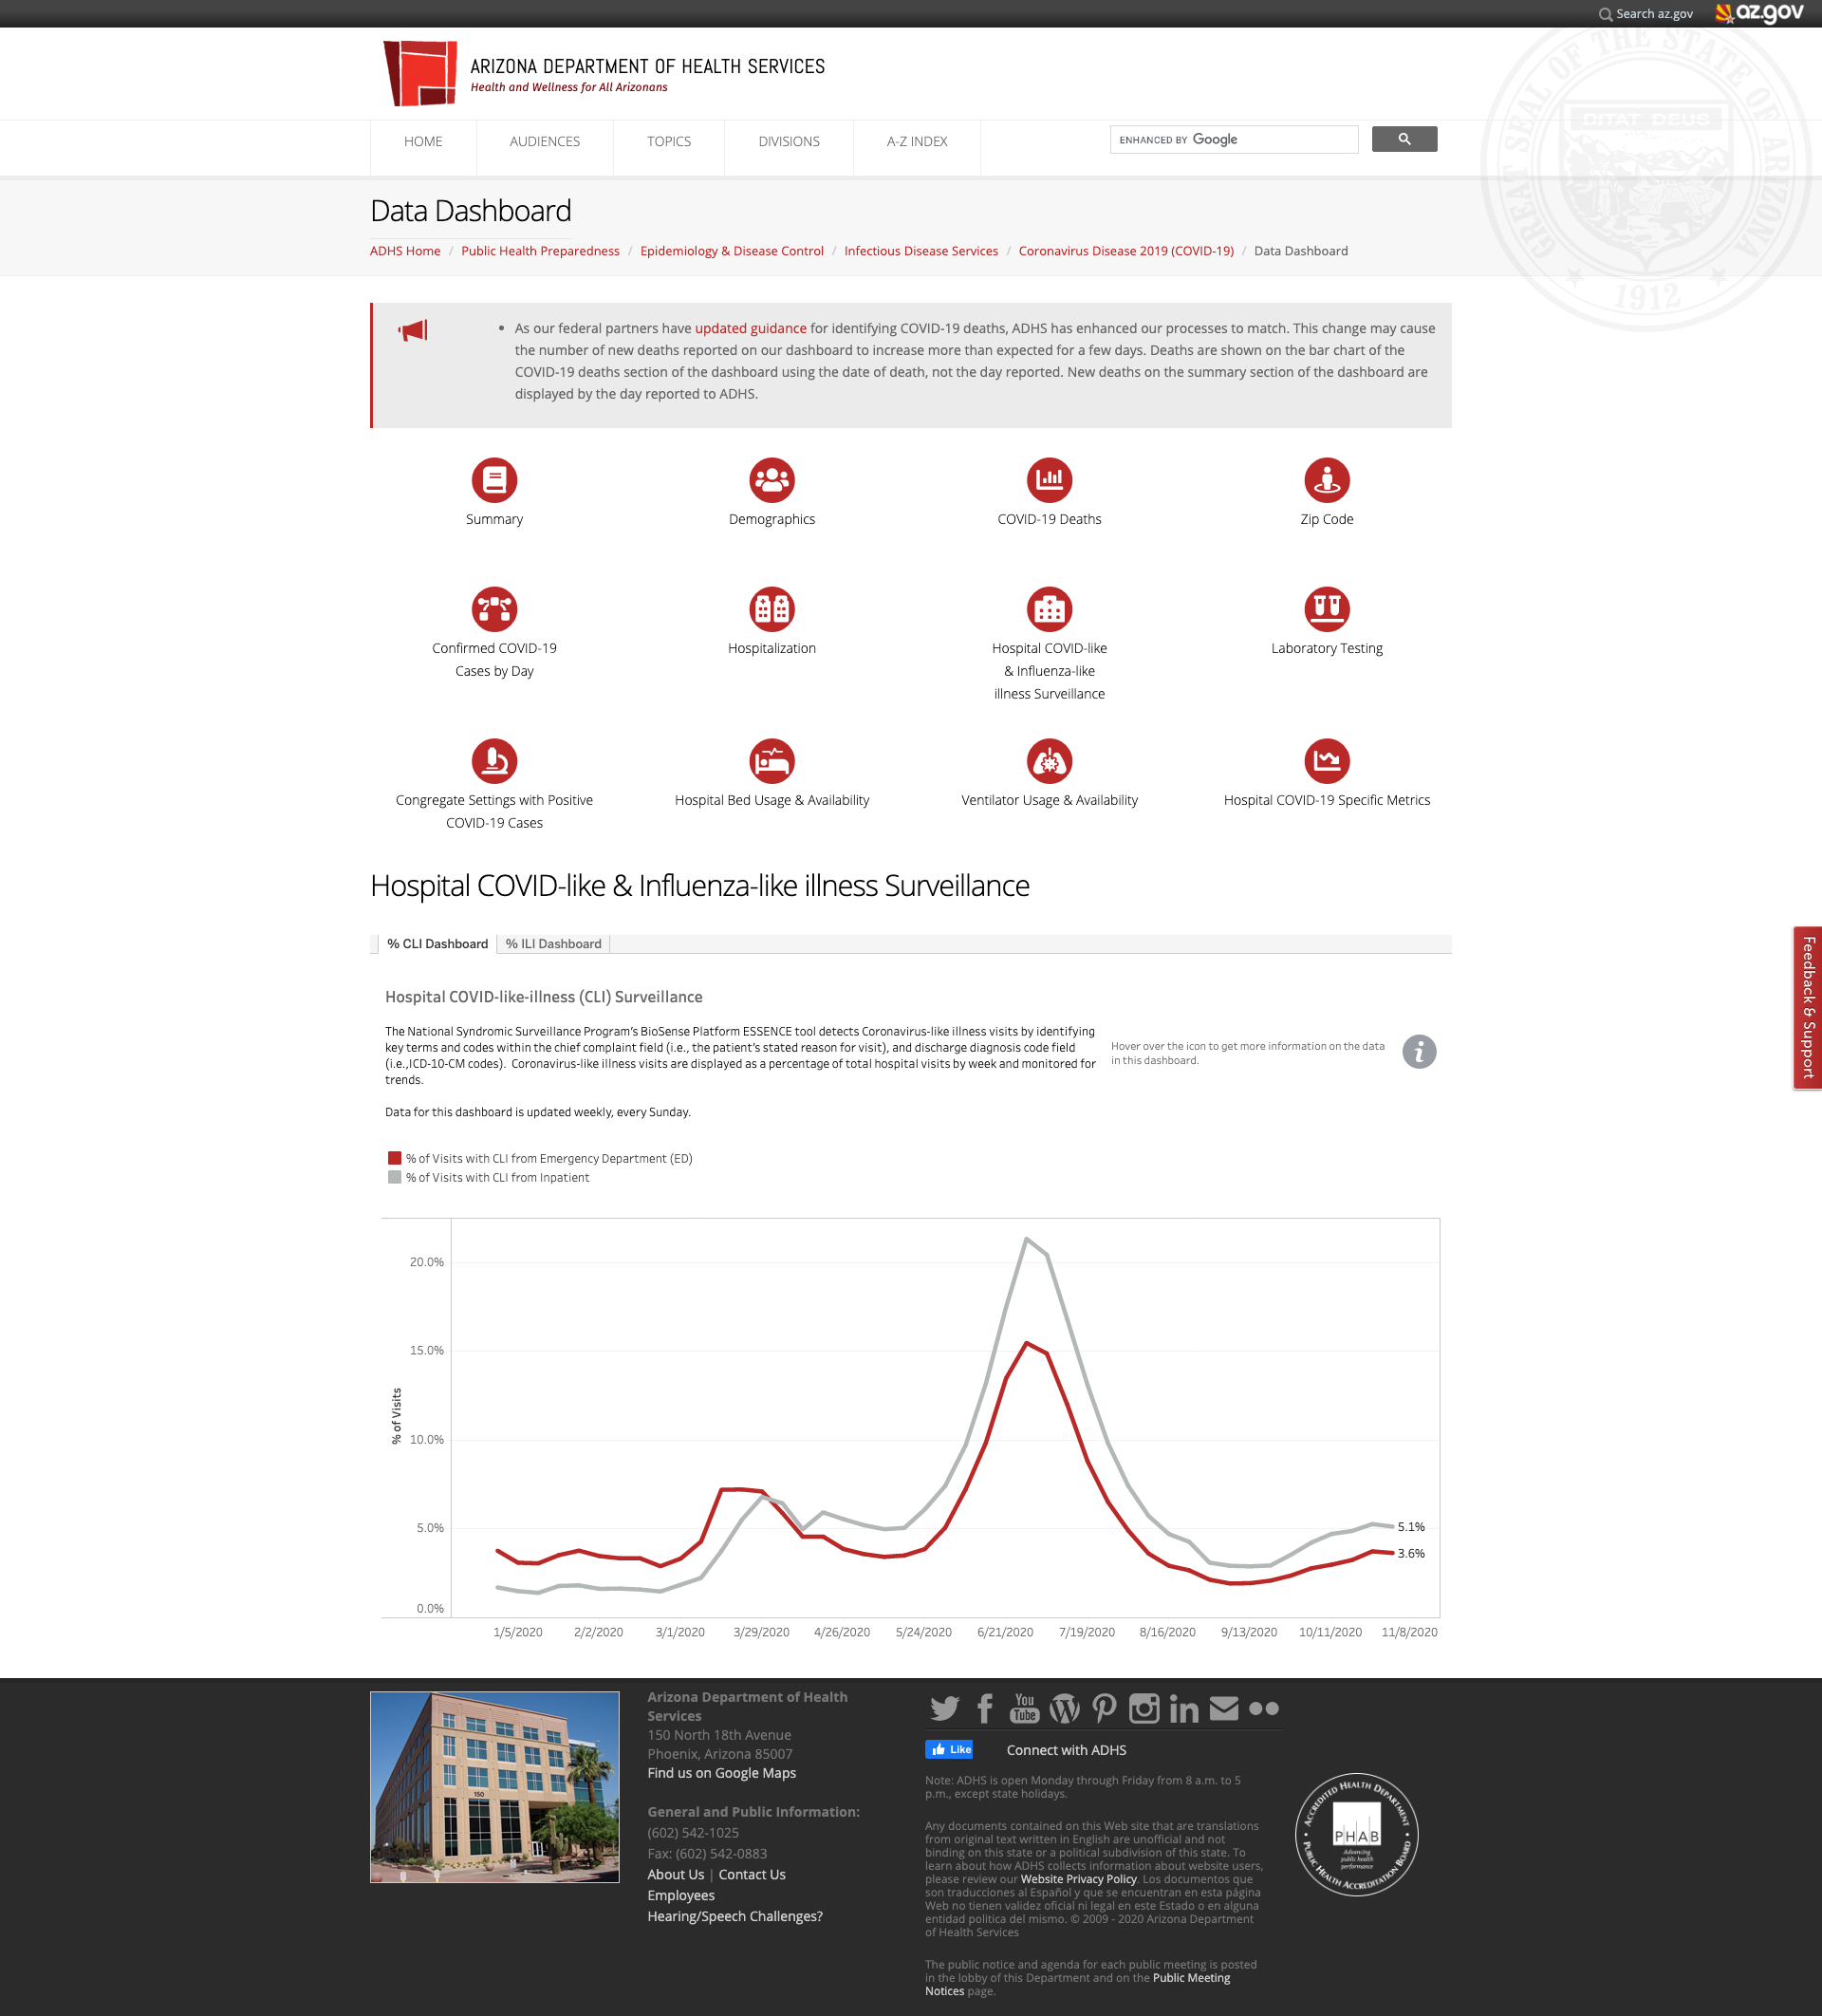 Search az.gov az.gov
ARIZONA DEPARTMENT OF HEALTH SERVICES
Health and Wellness for All Arizonans
HOME AUDIENCES TOPICS DIVISIONS A-Z INDEX ENHANCED BY Google
GREAT SEAL OF THE STATE OF ARIZONA
DITAT DEUS
1912
Data Dashboard
ADHS Home / Public Health Preparedness / Epidemiology & Disease Control / Infectious Disease Services / Coronavirus Disease 2019 (COVID-19) / Data Dashboard
• As our federal partners have updated guidance for identifying COVID-19 deaths, ADHS has enhanced our processes to match. This change may cause
the number of new deaths reported on our dashboard to increase more than expected for a few days. Deaths are shown on the bar chart of the
COVID-19 deaths section of the dashboard using the date of death, not the day reported. New deaths on the summary section of the dashboard are
displayed by the day reported to ADHS.
Summary Demographics COVID-19 Deaths Zip Code
Confirmed COVID-19
Cases by Day
Hospitalization
Hospital COVID-like
& Influenza-like
illness Surveillance
Laboratory Testing
Congregate Settings with Positive
COVID-19 Cases
Hospital Bed Usage & Availability
Ventilator Usage & Availability
Hospital COVID-19 Specific Metrics
Hospital COVID-like & Influenza-like illness Surveillance
Feedback & Support
% CLI Dashboard % ILI Dashboard
Hospital COVID-like-illness (CLI) Surveillance
The National Syndromic Surveillance Program's BioSense Platform ESSENCE tool detects Coronavirus-like illness visits by identifying
key terms and codes within the chief complaint field (i.e., the patient's stated reason for visit), and discharge diagnosis code field
(i.e.,ICD-10-CM codes). Coronavirus-like illness visits are displayed as a percentage of total hospital visits by week and monitored for
trends.
Hover over the icon to get more information on the data
in this dashboard.
i
Data for this dashboard is updated weekly, every Sunday.
% of Visits with CLI from Emergency Department (ED)
% of Visits with CLI from Inpatient
% of Visits
20.0%
15.0%
10.0%
5.0%
0.0%
5.1%
3.6%
1/5/2020 2/2/2020 3/1/2020 3/29/2020 4/26/2020 5/24/2020 6/21/2020 7/19/2020 8/16/2020 9/13/2020 10/11/2020 11/8/2020
150
Arizona Department of Health
Services
150 North 18th Avenue
Phoenix, Arizona 85007
Find us on Google Maps
General and Public Information:
(602) 542-1025
Fax: (602) 542-0883
About Us | Contact Us
Employees
Hearing/Speech Challenges?
You
Tube
Like
Connect with ADHS
Note: ADHS is open Monday through Friday from 8 a.m. to 5
p.m., except state holidays.
Any documents contained on this Web site that are translations
from original text written in English are unofficial and not
binding on this state or a political subdivision of this state. To
learn about how ADHS collects information about website users,
please review our Website Privacy Policy. Los documentos que
son traducciones al Español y que se encuentran en esta página
Web no tienen validez oficial ni legal en este Estado o en alguna
entidad politica del mismo. © 2009 - 2020 Arizona Department
of Health Services
The public notice and agenda for each public meeting is posted
in the lobby of this Department and on the Public Meeting
Notices page.
ACCREDITED HEALTH DEPARTMENT
PHAB
Advancing
public health
performance
PUBLIC HEALTH ACCREDITATION BOARD